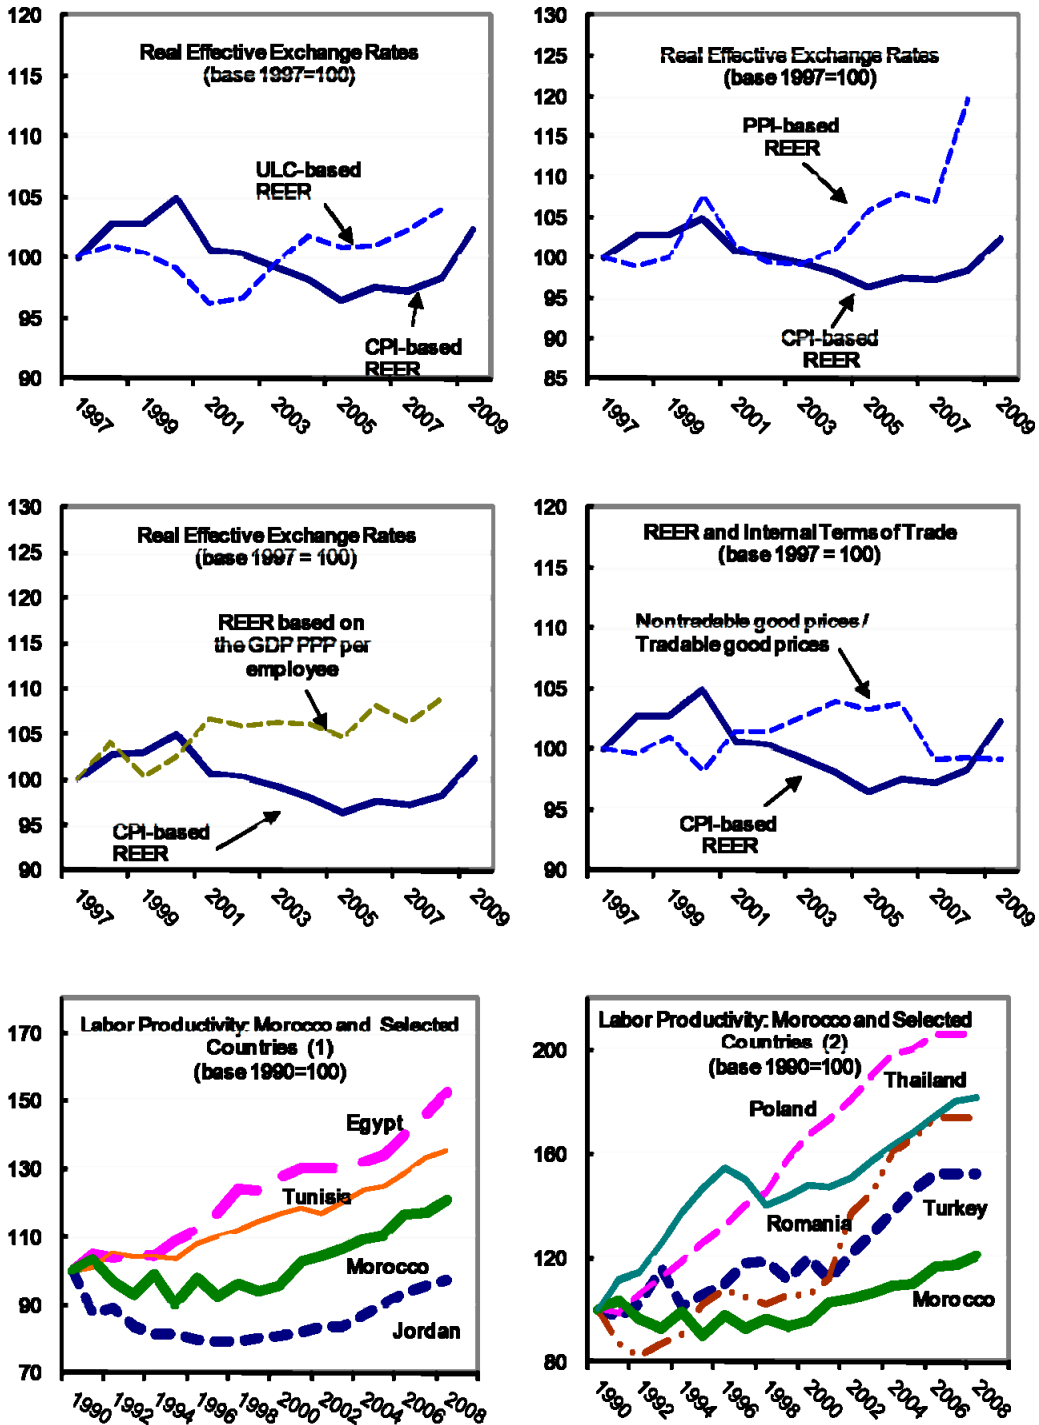 120
115
110
105
100
95
90
Real Effective Exchange Rates
(base 1997=100)
ULC-based
REER
CPI-based
REER
1997
1999
2001
2003
2005
2007
2009
130
125
120
115
110
105
100
95
90
85
Real Effective Exchange Rates
(base 1997=100)
PPI-based
REER
CPI-based
REER
1997
1999
2001
2003
2005
2007
2009
130
125
120
115
110
105
100
95
90
Real Effective Exchange Rates
(base 1997 = 100)
REER based on
the GDP PPP per
employee
CPI-based
REER
1997
1999
2001
2003
2005
2007
2009
120
115
110
105
100
95
90
REER and Internal Terms of Trade
(base 1997 = 100)
Nontradable good prices /
Tradable good prices
CPI-based
REER
1997
1999
2001
2003
2005
2007
2009
170
150
130
110
90
70
Labor Productivity: Morocco and Selected
Countries (1)
(base 1990=100)
Egypt
Tunisia
Morocco
Jordan
1990
1992
1994
1996
1998
2000
2002
2004
2006
2008
200
160
120
80
Labor Productivity: Morocco and Selected
Countries (2)
(base 1990=100)
Thailand
Poland
Romania
Turkey
Morocco
1990
1992
1994
1996
1998
2000
2002
2004
2006
2008